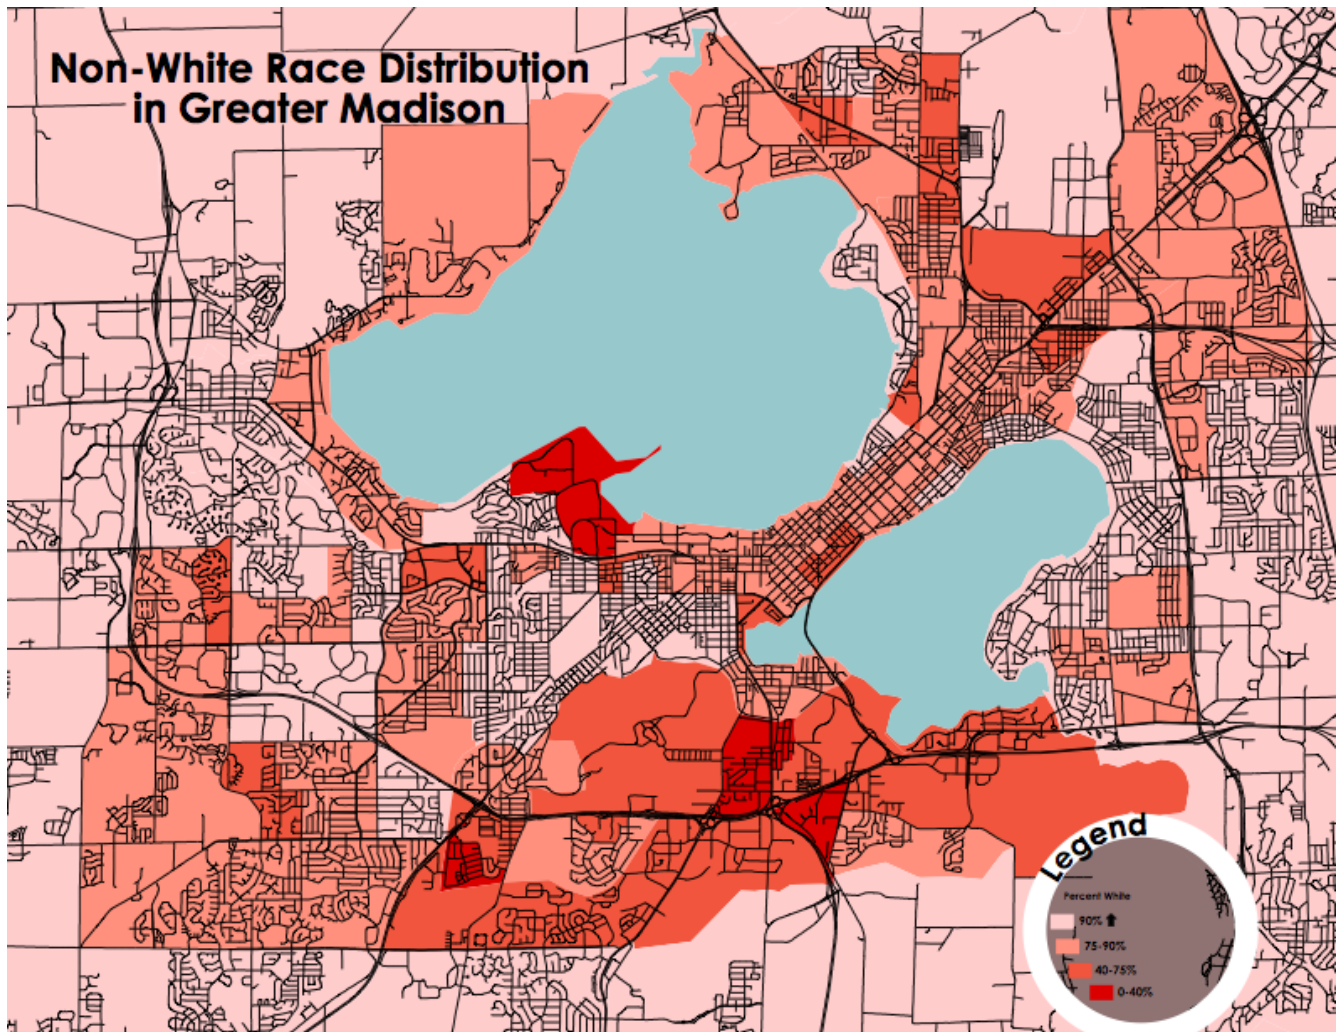 Non-White Race Distribution
in Greater Madison
Legend
Percent White
90%
75-90%
40-75%
0-40%